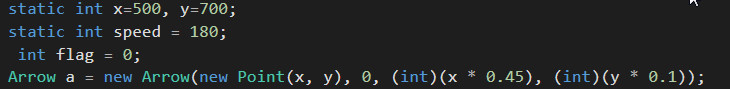 static int x=500, y=700;
static int speed = 180;
int flag = 0;
Arrow a = new Arrow(new Point(x, y), 0, (int)(x * 0.45), (int)(y * 0.1));